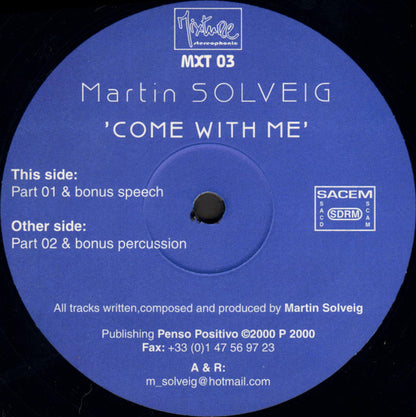 Mixture
stereophonic
MXT 03
Martin SOLVEIG
'COME WITH ME'
This side:
Part 01 & bonus speech
Other side:
Part 02 & bonus percussion
SACEM
SACD
SDRM
SCAM
All tracks written,composed and produced by Martin Solveig
Publishing Penso Positivo ©2000 P 2000
Fax: +33 (0)1 47 56 97 23
A & R:
m_solveig@hotmail.com